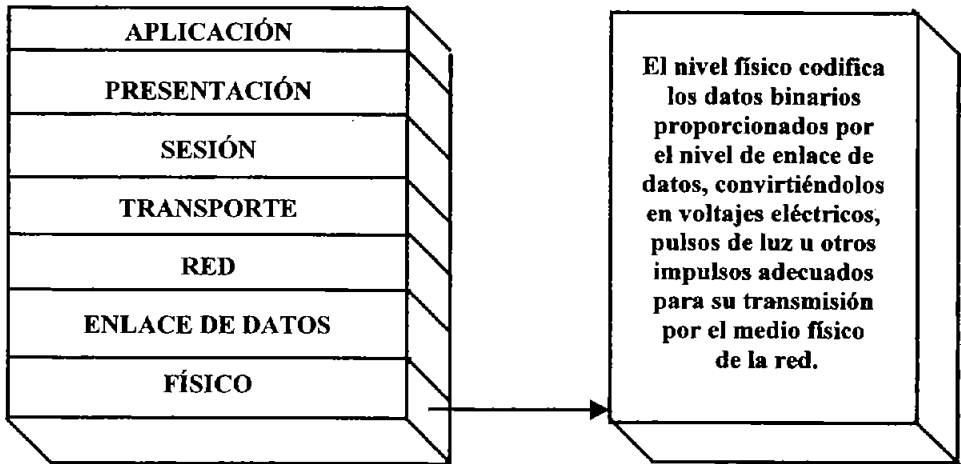 APLICACIÓN
PRESENTACIÓN
SESIÓN
TRANSPORTE
RED
ENLACE DE DATOS
FÍSICO
El nivel físico codifica
los datos binarios
proporcionados por
el nivel de enlace de
datos, convirtiéndolos
en voltajes eléctricos,
pulsos de luz u otros
impulsos adecuados
para su transmisión
por el medio físico
de la red.